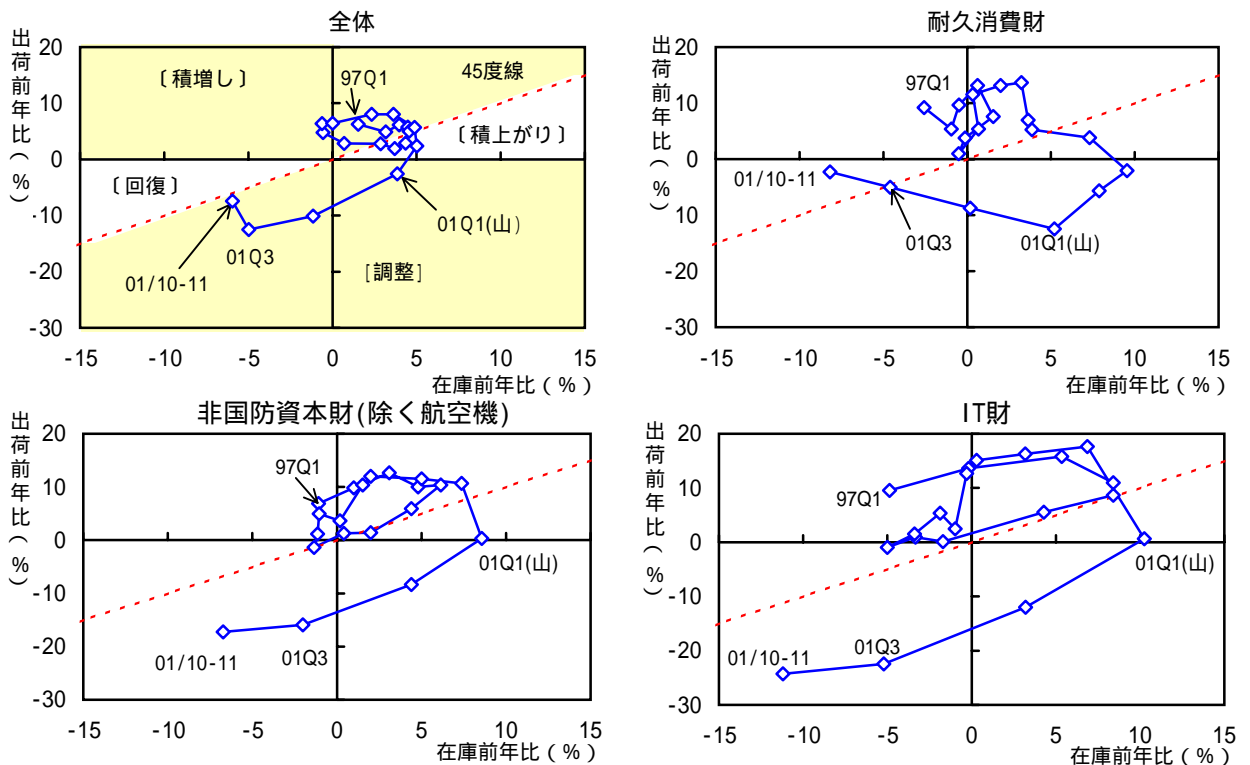 全体
出荷前年比（％）
20
10
0
-10
-20
-30
〔積増し〕
97Q1
45度線
〔積上がり〕
〔回復〕
01Q1(山)
01Q3
01/10-11
[調整]
-15
-10
-5
0
5
10
15
在庫前年比（％）
耐久消費財
出荷前年比（％）
20
10
0
-10
-20
-30
97Q1
01/10-11
01Q3
01Q1(山)
-15
-10
-5
0
5
10
15
在庫前年比（％）
非国防資本財(除く航空機)
出荷前年比（％）
20
10
0
-10
-20
-30
97Q1
01Q1(山)
01/10-11
01Q3
-15
-10
-5
0
5
10
15
在庫前年比（％）
IT財
出荷前年比（％）
20
10
0
-10
-20
-30
97Q1
01Q1(山)
01/10-11
01Q3
-15
-10
-5
0
5
10
15
在庫前年比（％）